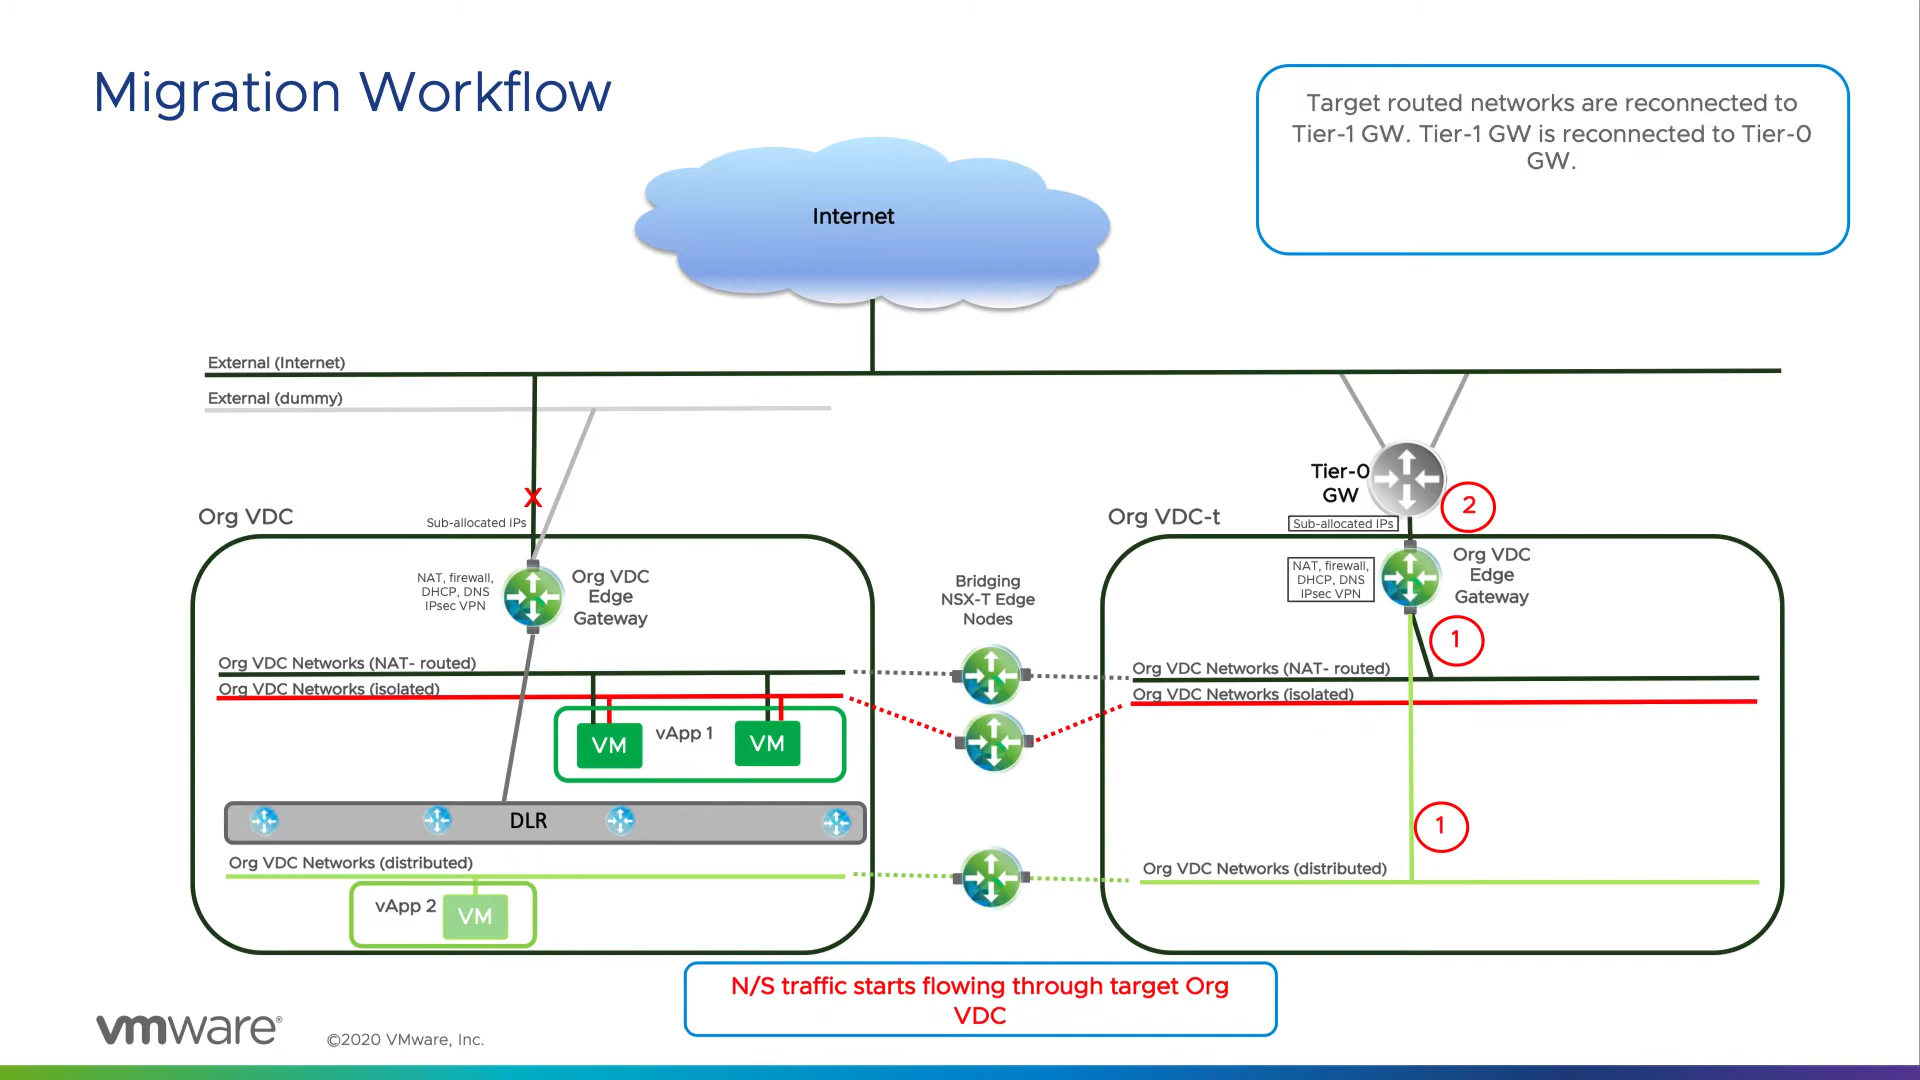 Migration Workflow
Target routed networks are reconnected to
Tier-1 GW. Tier-1 GW is reconnected to Tier-0
GW.
Internet
External (Internet)
External (dummy)
X
Sub-allocated IPs
Org VDC
NAT, firewall,
DHCP, DNS
IPsec VPN
Org VDC
Edge
Gateway
Org VDC Networks (NAT- routed)
Org VDC Networks (isolated)
VM
vApp 1
VM
DLR
Org VDC Networks (distributed)
vApp 2
VM
Bridging
NSX-T Edge
Nodes
Tier-0
GW
2
Org VDC-t
Sub-allocated IPs
NAT, firewall,
DHCP, DNS
IPsec VPN
Org VDC
Edge
Gateway
1
Org VDC Networks (NAT- routed)
Org VDC Networks (isolated)
1
Org VDC Networks (distributed)
N/S traffic starts flowing through target Org
VDC
vmware®
©2020 VMware, Inc.